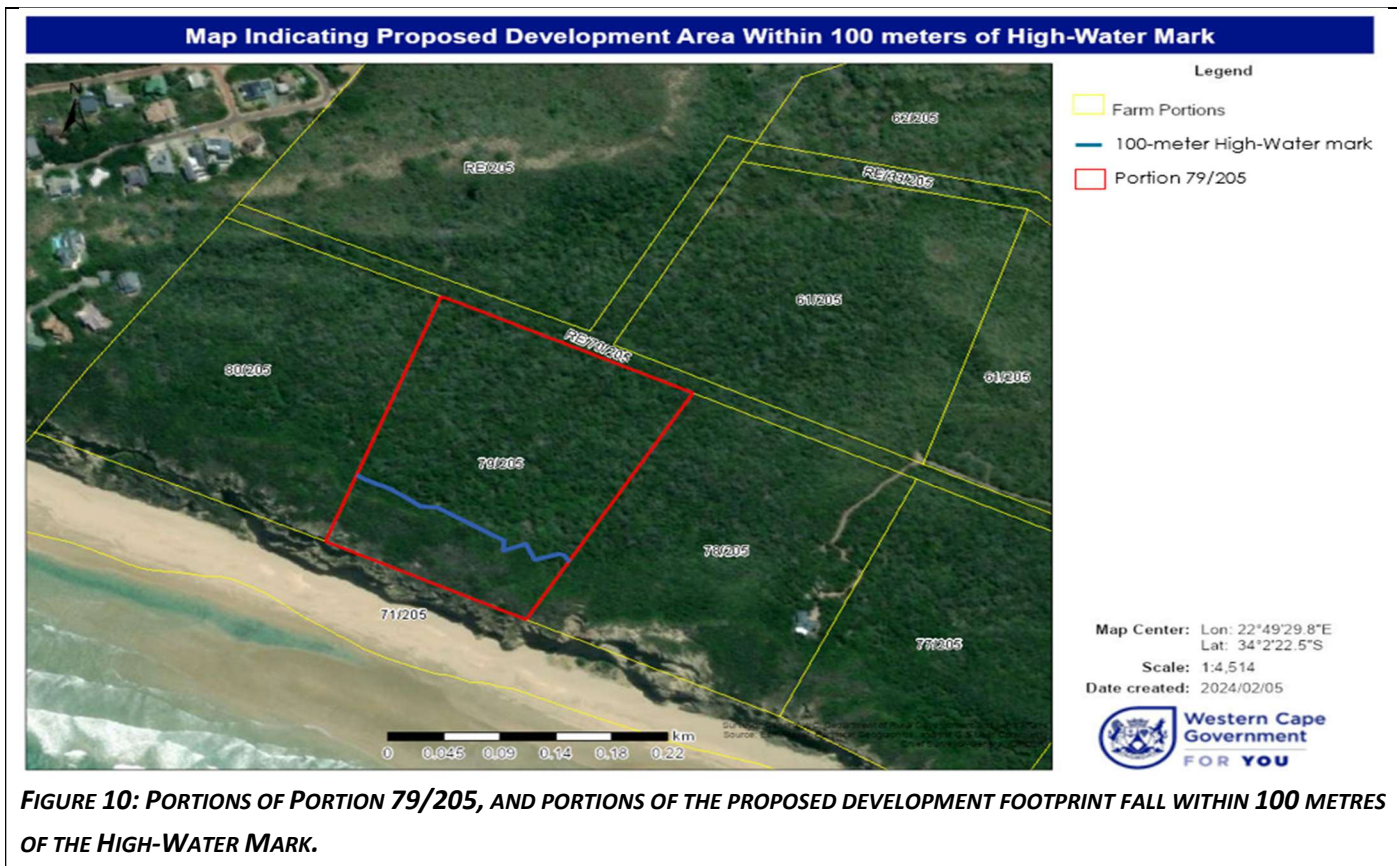 Map Indicating Proposed Development Area Within 100 meters of High-Water Mark
Legend
Farm Portions
100-meter High-Water mark
Portion 79/205
N
62/205
RE/205
RE/33/205
61/205
RE/70/205
61/205
80/205
79/205
78/205
71/205
77/205
Map Center: Lon: 22°49'29.8"E
Lat: 34°2'22.5"S
Scale: 1:4,514
Date created: 2024/02/05
km
0 0.045 0.09 0.14 0.18 0.22
Source:
Western Cape
Government
FOR YOU
FIGURE 10: PORTIONS OF PORTION 79/205, AND PORTIONS OF THE PROPOSED DEVELOPMENT FOOTPRINT FALL WITHIN 100 METRES
OF THE HIGH-WATER MARK.